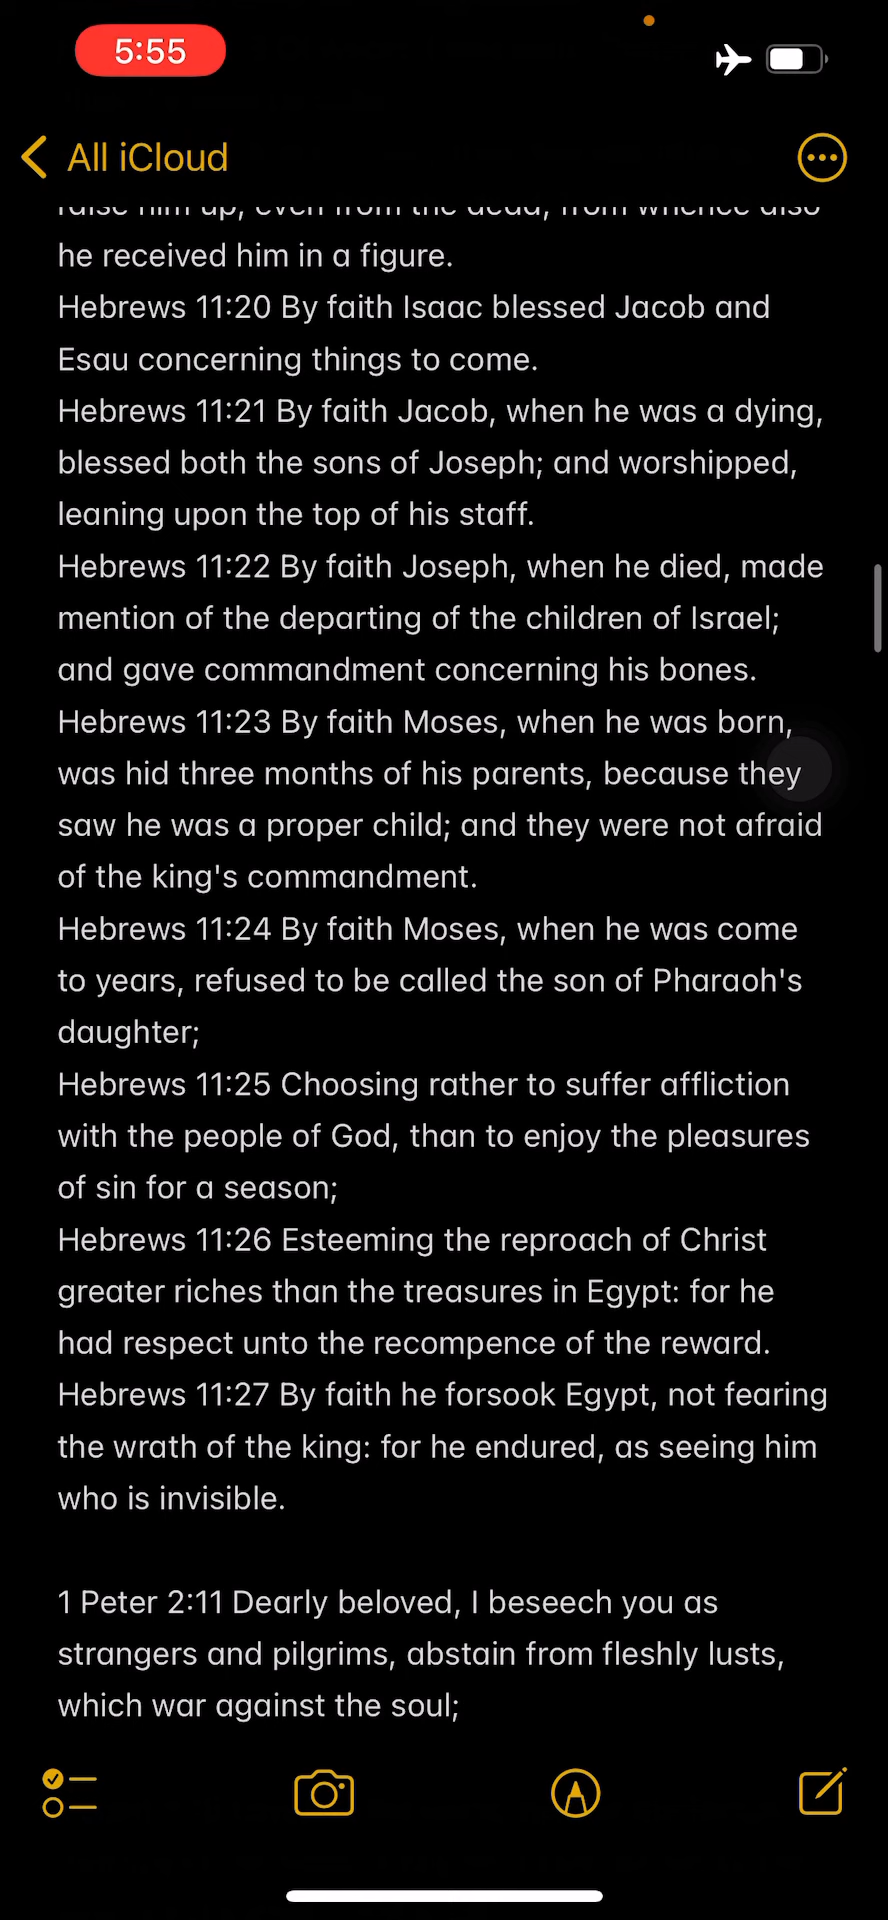 5:55
All iCloud
raise him up, even from the dead; from whence also
he received him in a figure.
Hebrews 11:20 By faith Isaac blessed Jacob and
Esau concerning things to come.
Hebrews 11:21 By faith Jacob, when he was a dying,
blessed both the sons of Joseph; and worshipped,
leaning upon the top of his staff.
Hebrews 11:22 By faith Joseph, when he died, made
mention of the departing of the children of Israel;
and gave commandment concerning his bones.
Hebrews 11:23 By faith Moses, when he was born,
was hid three months of his parents, because they
saw he was a proper child; and they were not afraid
of the king's commandment.
Hebrews 11:24 By faith Moses, when he was come
to years, refused to be called the son of Pharaoh's
daughter;
Hebrews 11:25 Choosing rather to suffer affliction
with the people of God, than to enjoy the pleasures
of sin for a season;
Hebrews 11:26 Esteeming the reproach of Christ
greater riches than the treasures in Egypt: for he
had respect unto the recompence of the reward.
Hebrews 11:27 By faith he forsook Egypt, not fearing
the wrath of the king: for he endured, as seeing him
who is invisible.
1 Peter 2:11 Dearly beloved, I beseech you as
strangers and pilgrims, abstain from fleshly lusts,
which war against the soul;